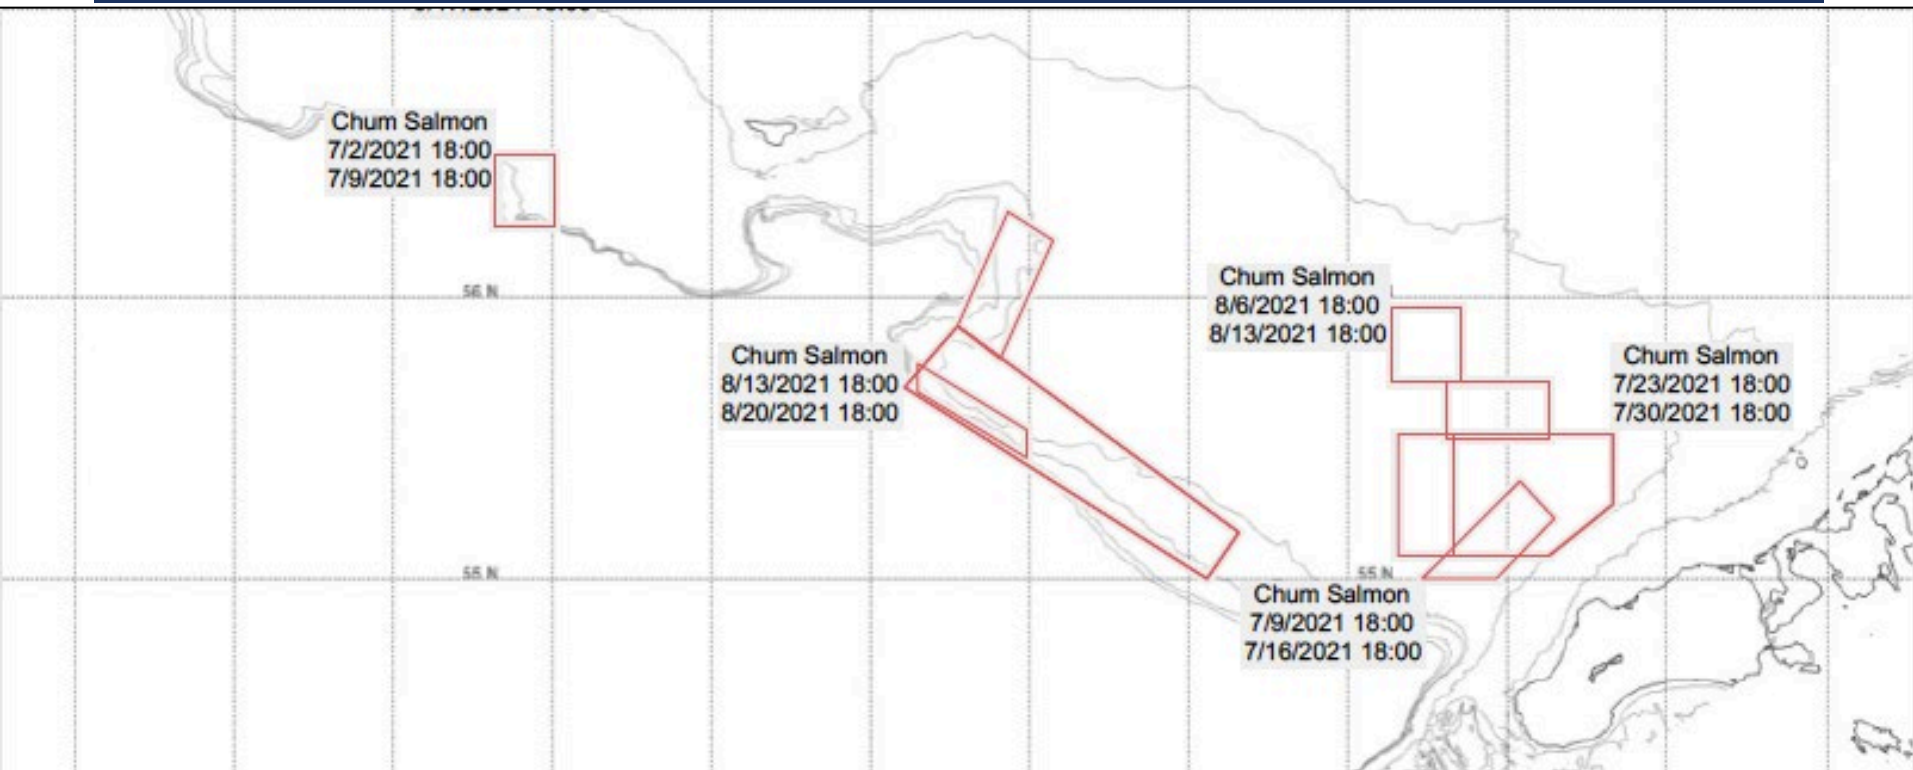 Chum Salmon
7/2/2021 18:00
7/9/2021 18:00
56 N
Chum Salmon
8/6/2021 18:00
8/13/2021 18:00
Chum Salmon
8/13/2021 18:00
8/20/2021 18:00
Chum Salmon
7/23/2021 18:00
7/30/2021 18:00
55 N
55 N
Chum Salmon
7/9/2021 18:00
7/16/2021 18:00